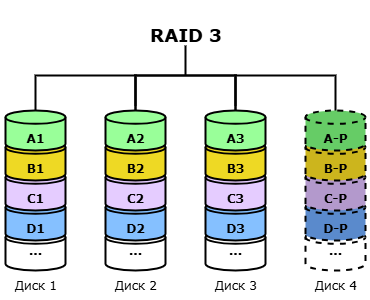 RAID 3
A1 A2 A3 A-P
B1 B2 B3 B-P
C1 C2 C3 C-P
D1 D2 D3 D-P
... ... ... ...
Диск 1 Диск 2 Диск 3 Диск 4